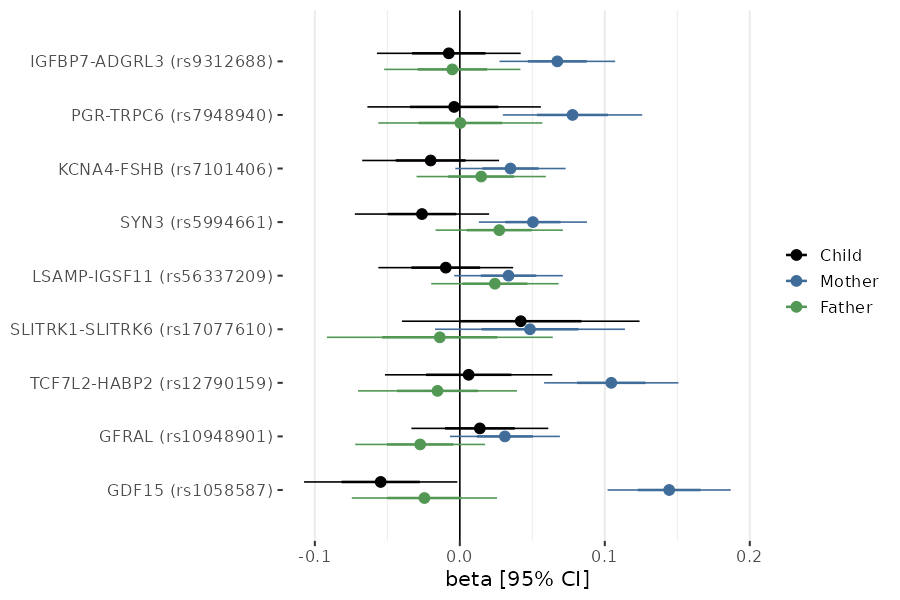 IGFBP7-ADGRL3 (rs9312688)
PGR-TRPC6 (rs7948940)
KCNA4-FSHB (rs7101406)
SYN3 (rs5994661)
LSAMP-IGSF11 (rs56337209)
SLITRK1-SLITRK6 (rs17077610)
TCF7L2-HABP2 (rs12790159)
GFRAL (rs10948901)
GDF15 (rs1058587)
Child
Mother
Father
-0.1 0.0 0.1 0.2
beta [95% CI]